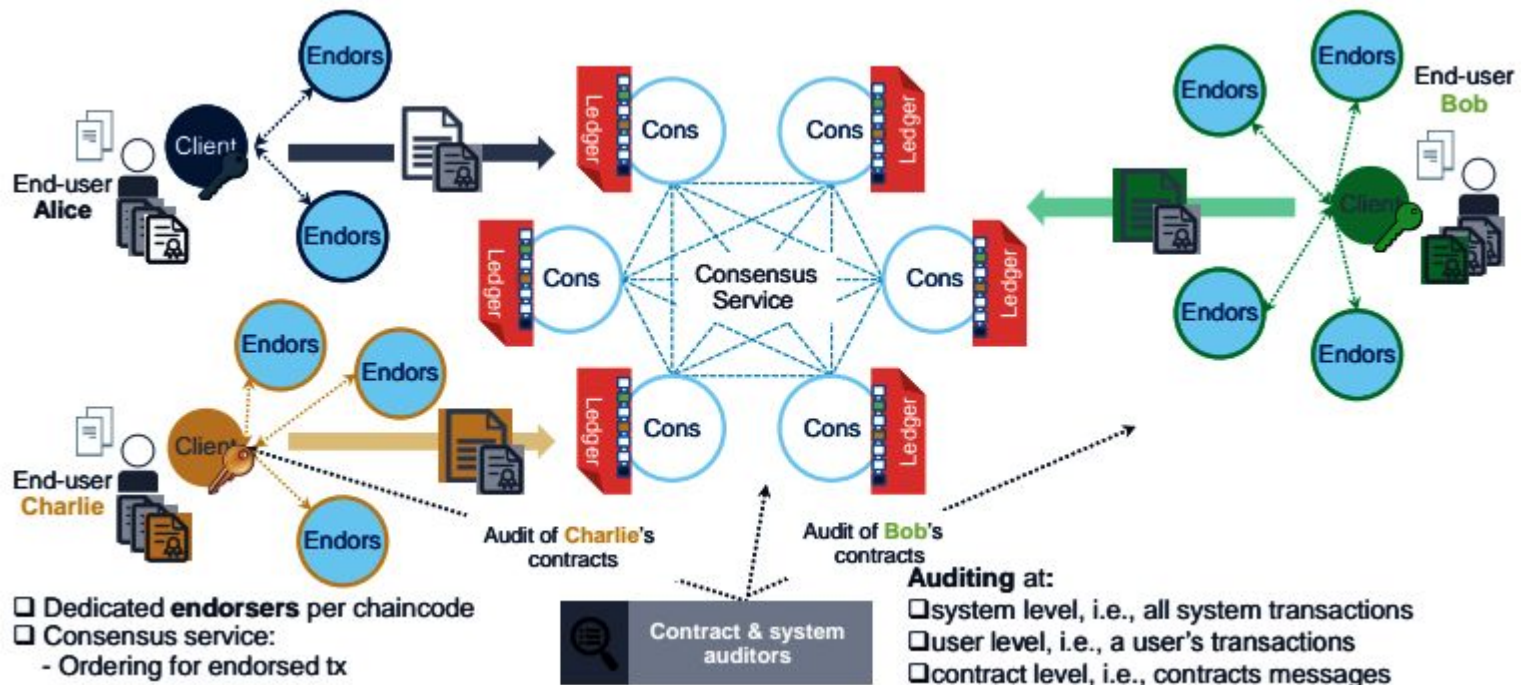 Endors
Endors
Client
End-user
Alice
Endors
Endors
Endors
Client
End-user
Charlie
Endors
Ledger
Cons
Cons
Ledger
Ledger
Cons
Consensus
Service
Cons
Ledger
Ledger
Cons
Cons
Ledger
Endors
Endors
End-user
Bob
Client
Endors
Endors
Audit of Charlie's
contracts
Audit of Bob's
contracts
Contract & system
auditors
❑ Dedicated endorsers per chaincode
❑ Consensus service:
- Ordering for endorsed tx
Auditing at:
❑system level, i.e., all system transactions
❑user level, i.e., a user's transactions
❑contract level, i.e., contracts messages